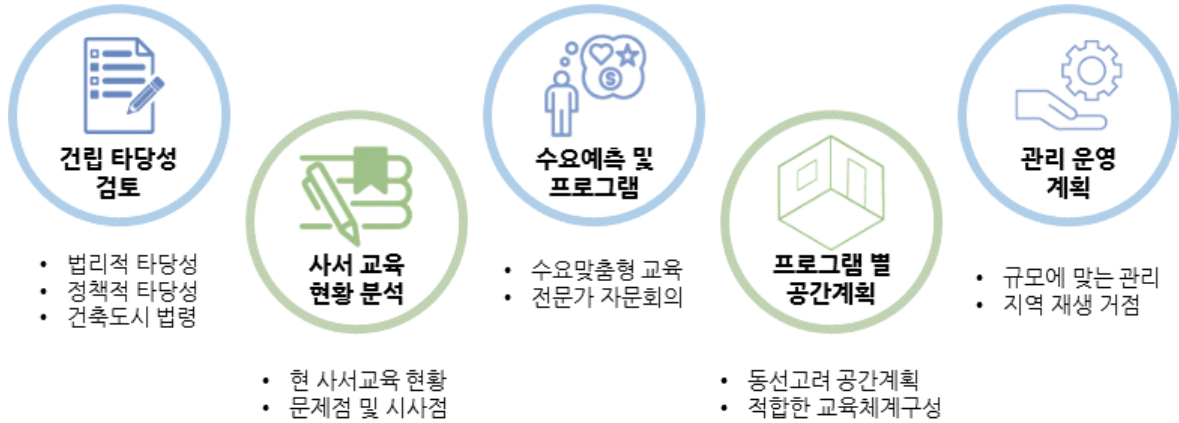 건립 타당성
검토
• 법리적 타당성
• 정책적 타당성
• 건축도시 법령
사서 교육
현황 분석
• 현 사서교육 현황
• 문제점 및 시사점
S
수요예측 및
프로그램
• 수요맞춤형 교육
• 전문가 자문회의
프로그램 별
공간계획
• 동선고려 공간계획
• 적합한 교육체계구성
관리 운영
계획
• 규모에 맞는 관리
• 지역 재생 거점